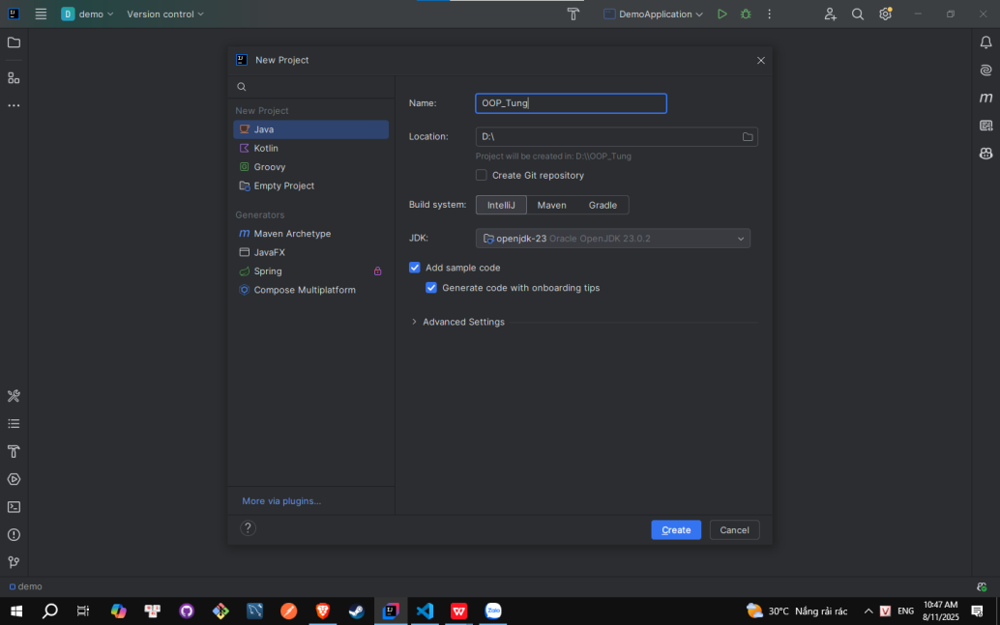 demo
Version control
DemoApplication
New Project
New Project
Java
Kotlin
Groovy
Empty Project
Generators
Maven Archetype
JavaFX
Spring
Compose Multiplatform
More via plugins...
Name:
OOP_Tung
Location:
D:\
Project will be created in: D:\\OOP_Tung
Create Git repository
Build system:
IntelliJ Maven Gradle
JDK:
openjdk-23 Oracle OpenJDK 23.0.2
Add sample code
Generate code with onboarding tips
Advanced Settings
? Create Cancel
demo
30°C Nắng rải rác
ENG
10:47 AM
8/11/2025